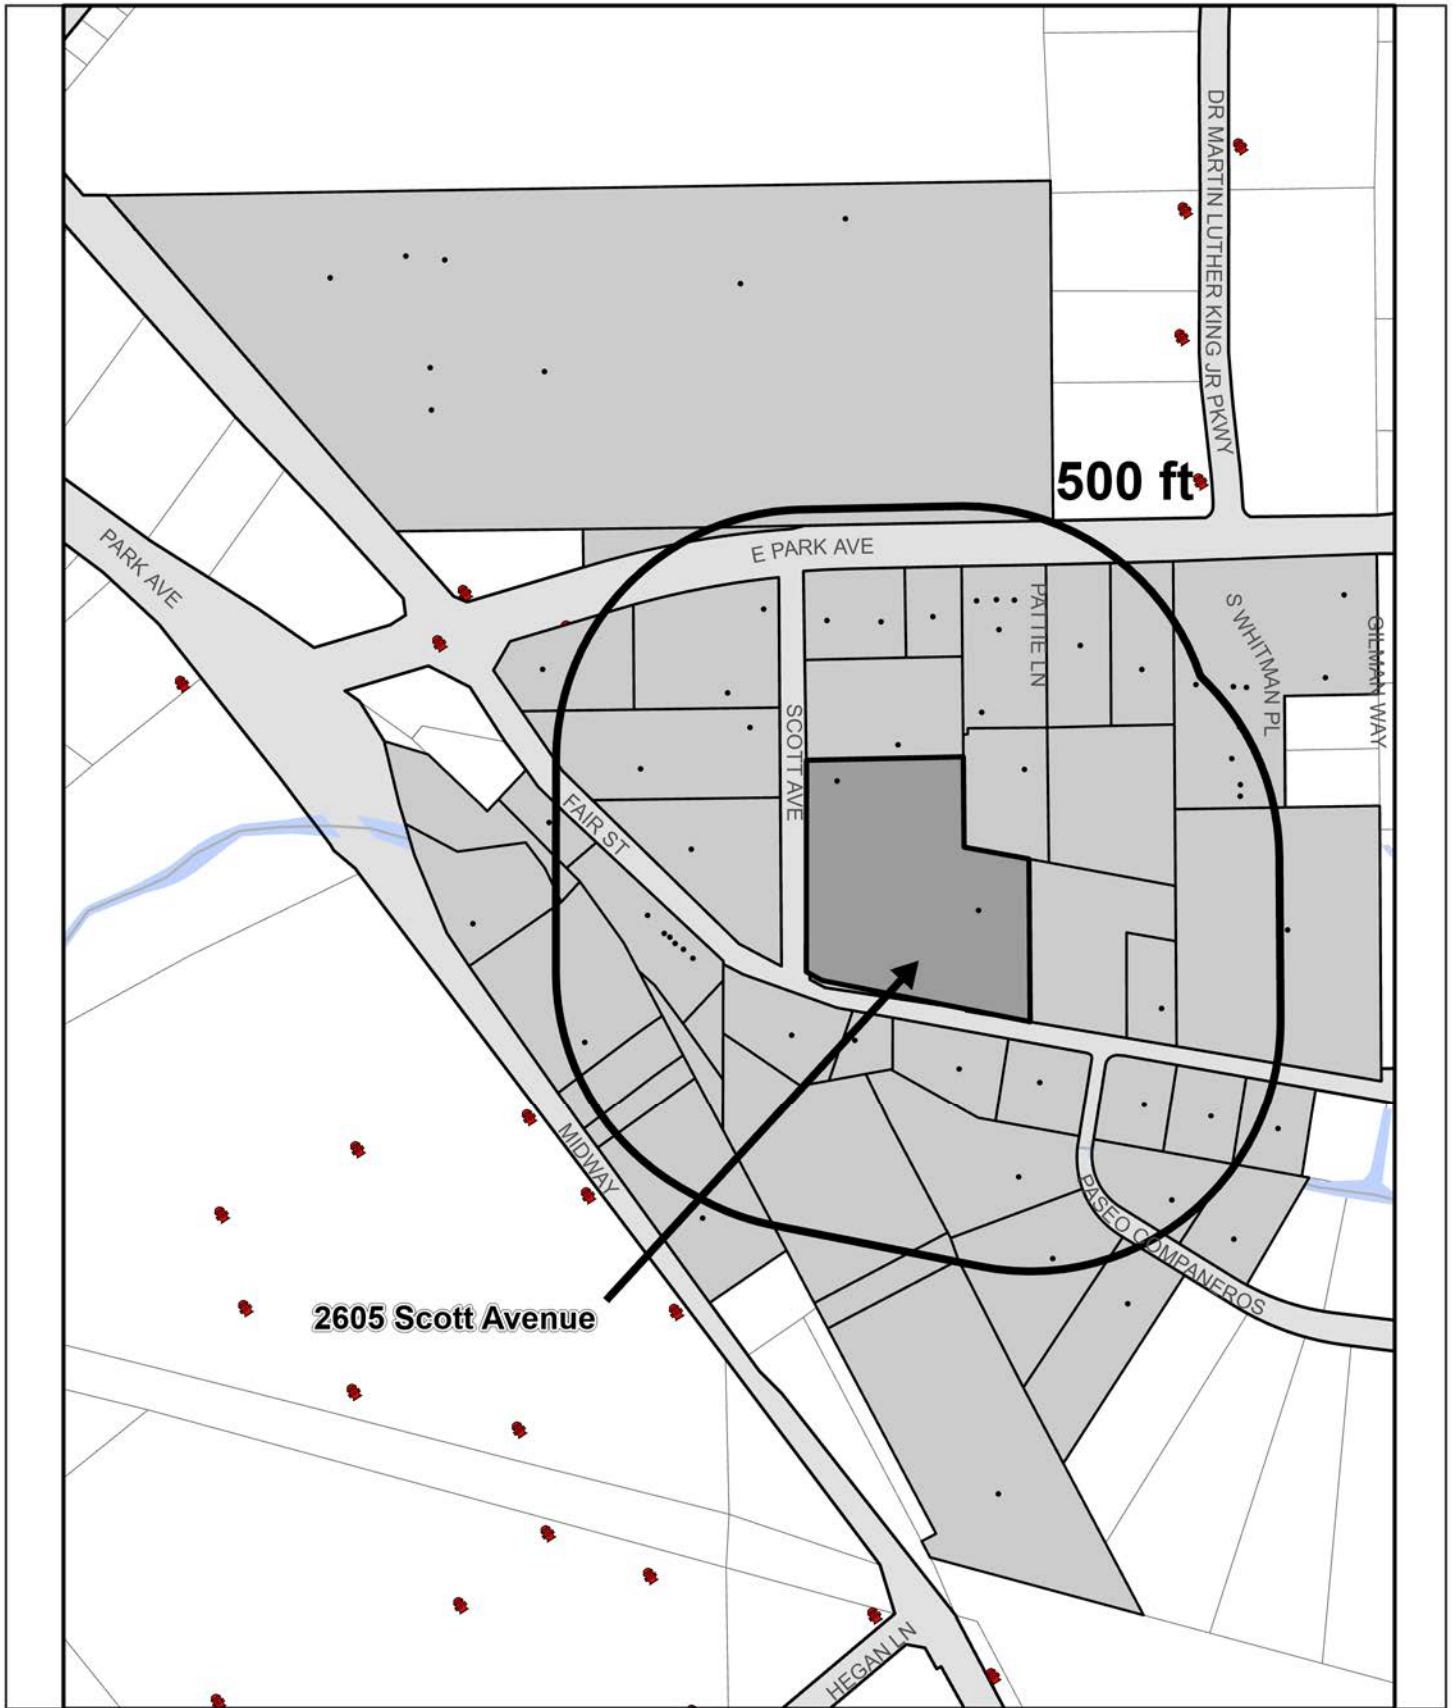 DR MARTIN LUTHER KING JR PKWY
500 ft
PARK AVE
E PARK AVE
PATTIE LN
S WHITMAN PL
GILMAN WAY
SCOTT AVE
FAIR ST
MIDWAY
PASEO COMPANEROS
2605 Scott Avenue
HEGAN LN